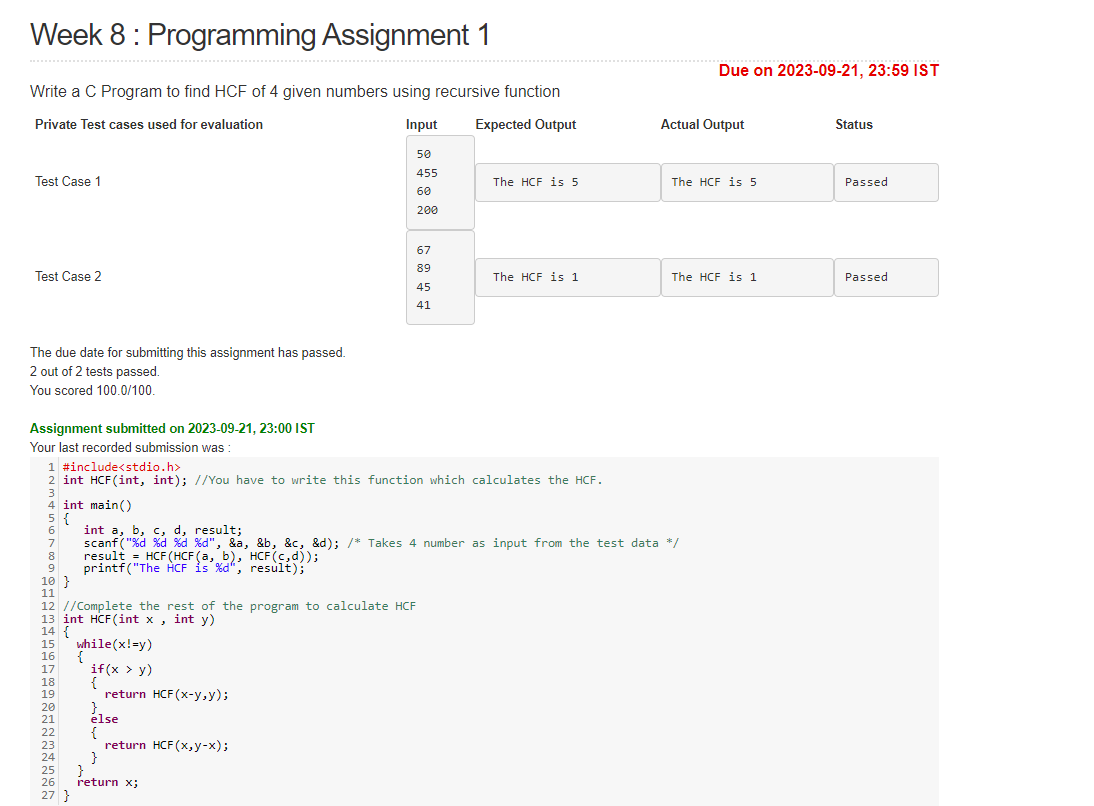 Week 8 : Programming Assignment 1
Due on 2023-09-21, 23:59 IST
Write a C Program to find HCF of 4 given numbers using recursive function
Private Test cases used for evaluation Input Expected Output Actual Output Status
Test Case 1
50
455
60
200
The HCF is 5 The HCF is 5 Passed
Test Case 2
67
89
45
41
The HCF is 1 The HCF is 1 Passed
The due date for submitting this assignment has passed.
2 out of 2 tests passed.
You scored 100.0/100.
Assignment submitted on 2023-09-21, 23:00 IST
Your last recorded submission was :
1 #include<stdio.h>
2 int HCF(int, int); //You have to write this function which calculates the HCF.
3
4 int main()
5 {
6    int a, b, c, d, result;
7    scanf("%d %d %d %d", &a, &b, &c, &d); /* Takes 4 number as input from the test data */
8    result = HCF(HCF(a, b), HCF(c,d));
9    printf("The HCF is %d", result);
10 }
11
12 //Complete the rest of the program to calculate HCF
13 int HCF(int x , int y)
14 {
15   while(x!=y)
16   {
17     if(x > y)
18     {
19       return HCF(x-y,y);
20     }
21     else
22     {
23       return HCF(x,y-x);
24     }
25   }
26   return x;
27 }